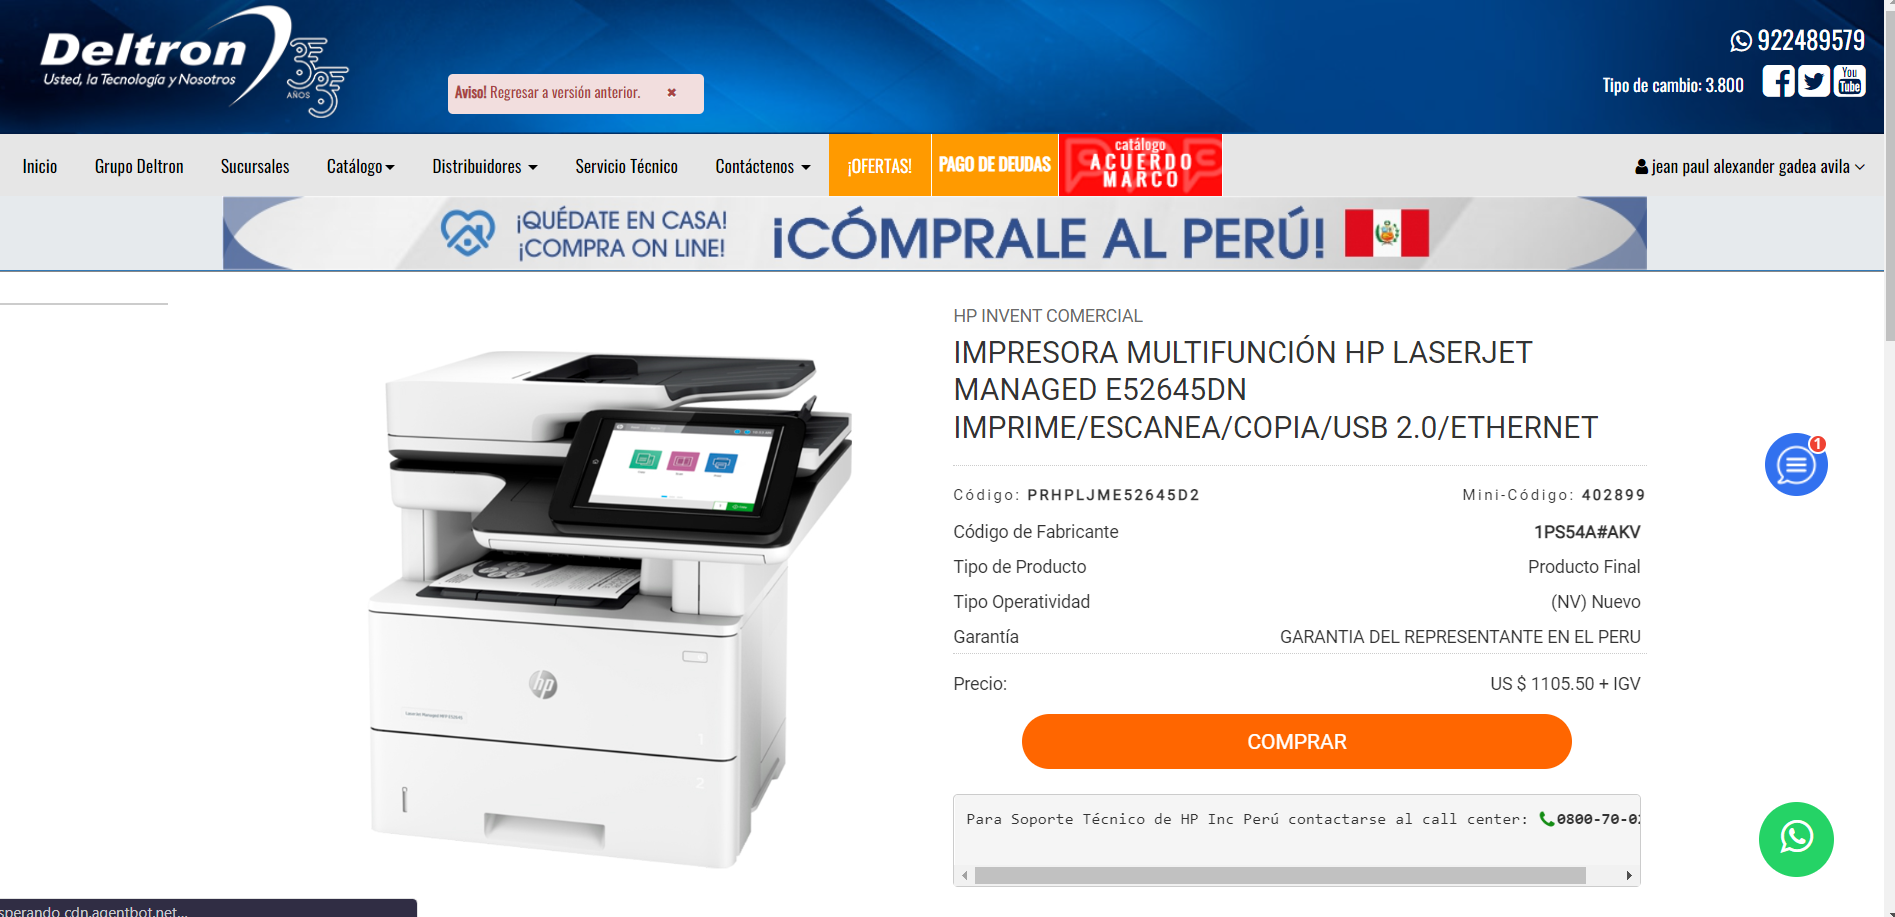 Deltron
Usted, la Tecnología y Nosotros
AÑOS
Aviso! Regresar a versión anterior. ✖
922489579
Tipo de cambio: 3.800
You
Tube
Inicio Grupo Deltron Sucursales Catálogo Distribuidores Servicio Técnico Contáctenos ¡OFERTAS! PAGO DE DEUDAS
catálogo
ACUERDO
MARCO
jean paul alexander gadea avila
¡QUÉDATE EN CASA!
¡COMPRA ON LINE!
¡CÓMPRALE AL PERÚ!
HP INVENT COMERCIAL
IMPRESORA MULTIFUNCIÓN HP LASERJET
MANAGED E52645DN
IMPRIME/ESCANEA/COPIA/USB 2.0/ETHERNET
1
Código: PRHPLJME52645D2 Mini-Código: 402899
Código de Fabricante 1PS54A#AKV
Tipo de Producto Producto Final
Tipo Operatividad (NV) Nuevo
Garantía GARANTIA DEL REPRESENTANTE EN EL PERU
Precio: US $ 1105.50 + IGV
COMPRAR
Para Soporte Técnico de HP Inc Perú contactarse al call center: 0800-70-0
hp
1
2
sperando cdn.agentbot.net...